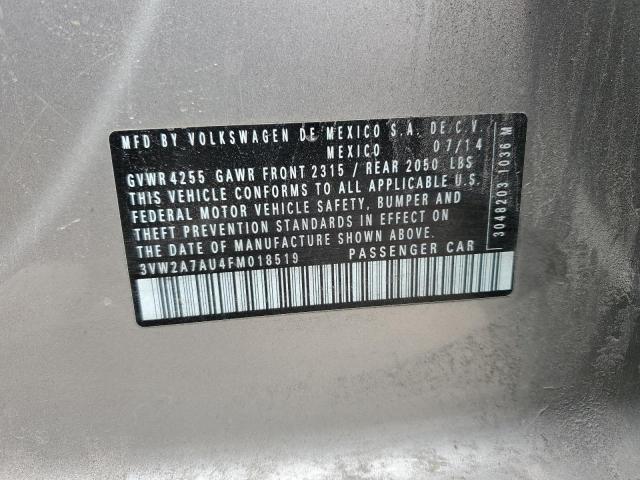 MFD BY VOLKSWAGEN DE MEXICO S.A. DE C.V.
MEXICO 07/14
GVWR 4255 GAWR FRONT 2315 / REAR 2050 LBS
THIS VEHICLE CONFORMS TO ALL APPLICABLE U.S.
FEDERAL MOTOR VEHICLE SAFETY, BUMPER AND
THEFT PREVENTION STANDARDS IN EFFECT ON
THE DATE OF MANUFACTURE SHOWN ABOVE.
3VW2A7AU4FM018519 PASSENGER CAR
3048203 1036 M